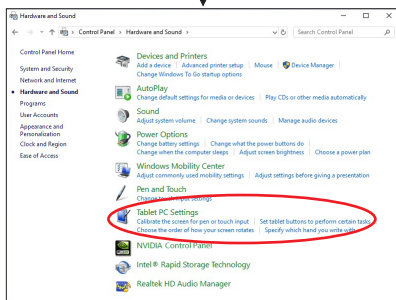 Hardware and Sound
Control Panel > Hardware and Sound > Search Control Panel
Control Panel Home
System and Security
Network and Internet
Hardware and Sound
Programs
User Accounts
Appearance and
Personalization
Clock and Region
Ease of Access
Devices and Printers
Add a device | Advanced printer setup | Mouse | Device Manager
Change Windows To Go startup options
AutoPlay
Change default settings for media or devices | Play CDs or other media automatically
Sound
Adjust system volume | Change system sounds | Manage audio devices
Power Options
Change battery settings | Change what the power buttons do
Change when the computer sleeps | Adjust screen brightness | Choose a power plan
Windows Mobility Center
Adjust commonly used mobility settings | Adjust settings before giving a presentation
Pen and Touch
Change touch input settings
Tablet PC Settings
Calibrate the screen for pen or touch input | Set tablet buttons to perform certain tasks
Choose the order of how your screen rotates | Specify which hand you write with
NVIDIA Control Panel
Intel® Rapid Storage Technology
Realtek HD Audio Manager